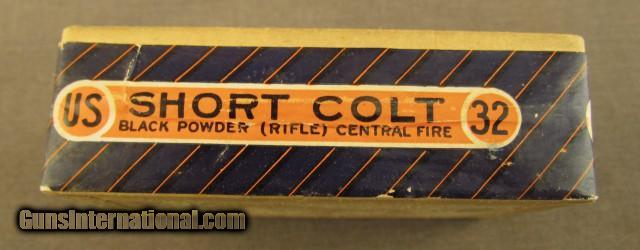 US SHORT COLT 32
BLACK POWDER (RIFLE) CENTRAL FIRE
GunsInternational.com